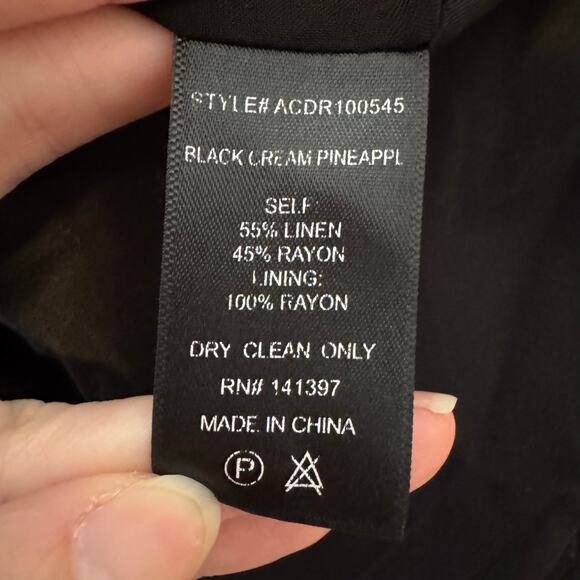 STYLE# ACDR100545
BLACK CREAM PINEAPPL
SELF:
55% LINEN
45% RAYON
LINING:
100% RAYON
DRY CLEAN ONLY
RN# 141397
MADE IN CHINA
P